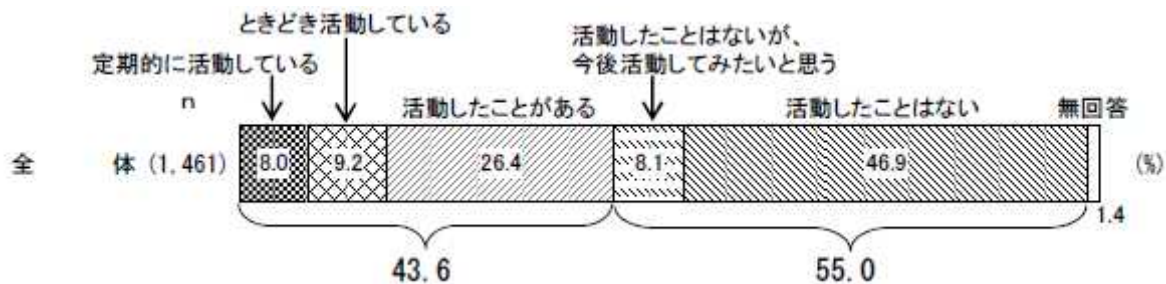 ときどき活動している
活動したことはないが、
今後活動してみたいと思う
定期的に活動している
n
活動したことがある
活動したことはない
無回答
全 体 (1,461)
8.0
9.2
26.4
8.1
46.9
(%)
1.4
43.6
55.0